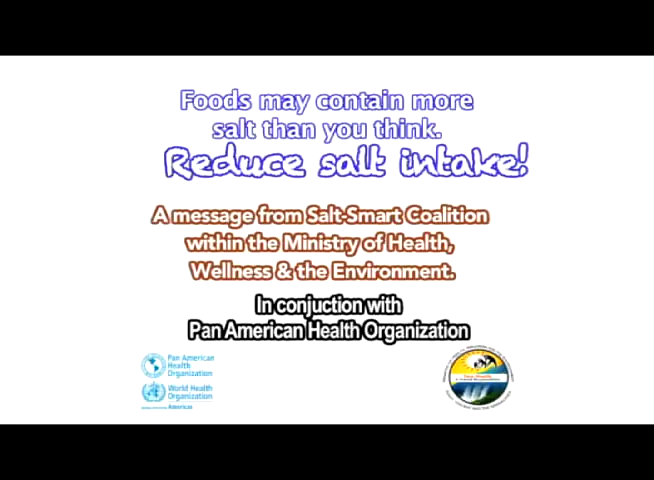 Foods may contain more
salt than you think.
Reduce salt intake!
A message from Salt-Smart Coalition
within the Ministry of Health,
Wellness & the Environment.
In conjuction with
Pan American Health Organization
Pan American
Health
Organization
World Health
Organization
Americas